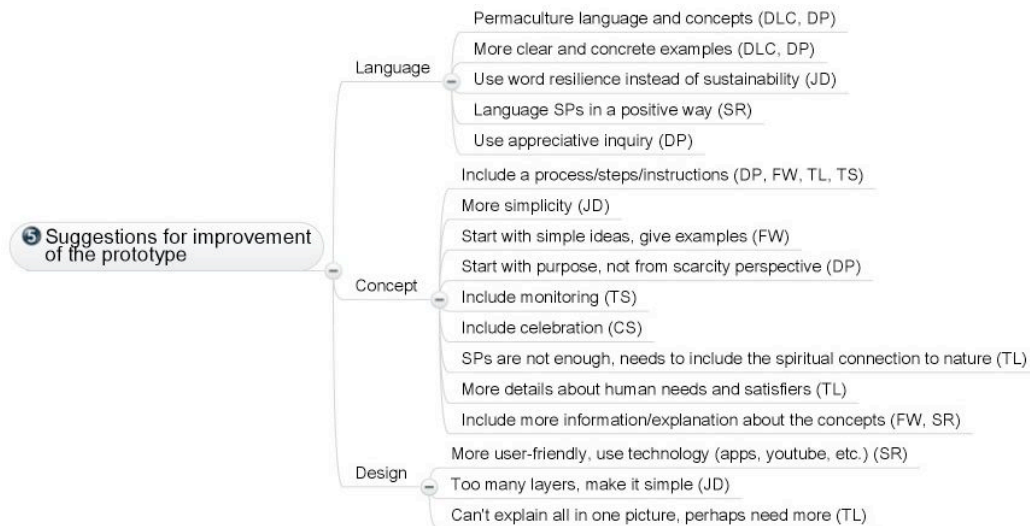 5 Suggestions for improvement
of the prototype
Language
Permaculture language and concepts (DLC, DP)
More clear and concrete examples (DLC, DP)
Use word resilience instead of sustainability (JD)
Language SPs in a positive way (SR)
Use appreciative inquiry (DP)
Concept
Include a process/steps/instructions (DP, FW, TL, TS)
More simplicity (JD)
Start with simple ideas, give examples (FW)
Start with purpose, not from scarcity perspective (DP)
Include monitoring (TS)
Include celebration (CS)
SPs are not enough, needs to include the spiritual connection to nature (TL)
More details about human needs and satisfiers (TL)
Include more information/explanation about the concepts (FW, SR)
Design
More user-friendly, use technology (apps, youtube, etc.) (SR)
Too many layers, make it simple (JD)
Can't explain all in one picture, perhaps need more (TL)